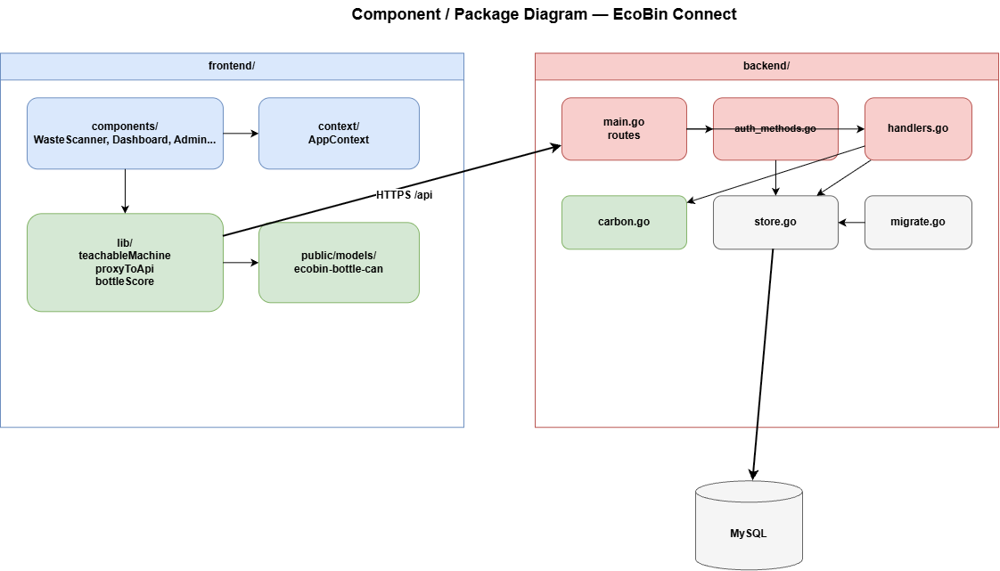 Component / Package Diagram — EcoBin Connect
frontend/
components/
WasteScanner, Dashboard, Admin...
context/
AppContext
lib/
teachableMachine
proxyToApi
bottleScore
public/models/
ecobin-bottle-can
HTTPS /api
backend/
main.go
routes
auth_methods.go
handlers.go
carbon.go
store.go
migrate.go
MySQL